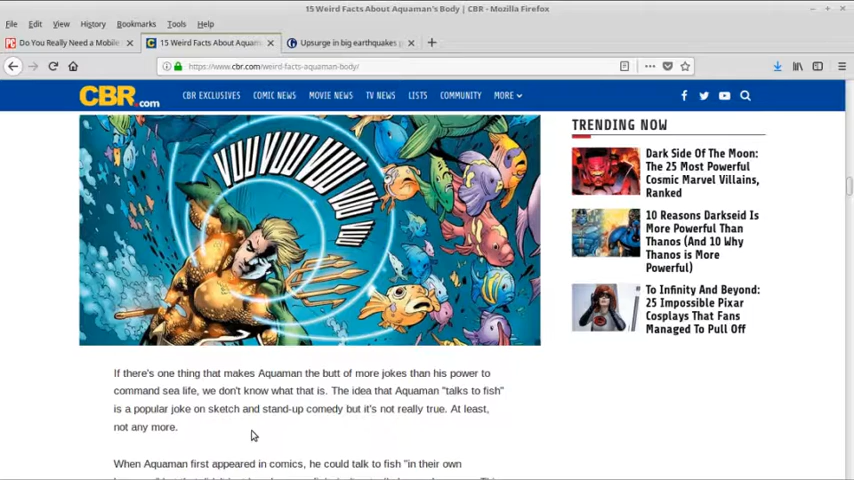 15 Weird Facts About Aquaman's Body | CBR - Mozilla Firefox
File Edit View History Bookmarks Tools Help
Do You Really Need a Mobile
15 Weird Facts About Aquaman
Upsurge in big earthquakes
https://www.cbr.com/weird-facts-aquaman-body/
CBR.com
CBR EXCLUSIVES COMIC NEWS MOVIE NEWS TV NEWS LISTS COMMUNITY MORE
VUU VUU VUU VUU VUU VUU
TRENDING NOW
Dark Side Of The Moon:
The 25 Most Powerful
Cosmic Marvel Villains,
Ranked
10 Reasons Darkseid Is
More Powerful Than
Thanos (And 10 Why
Thanos is More
Powerful)
To Infinity And Beyond:
25 Impossible Pixar
Cosplays That Fans
Managed To Pull Off
If there's one thing that makes Aquaman the butt of more jokes than his power to
command sea life, we don't know what that is. The idea that Aquaman "talks to fish"
is a popular joke on sketch and stand-up comedy but it's not really true. At least,
not any more.
When Aquaman first appeared in comics, he could talk to fish "in their own